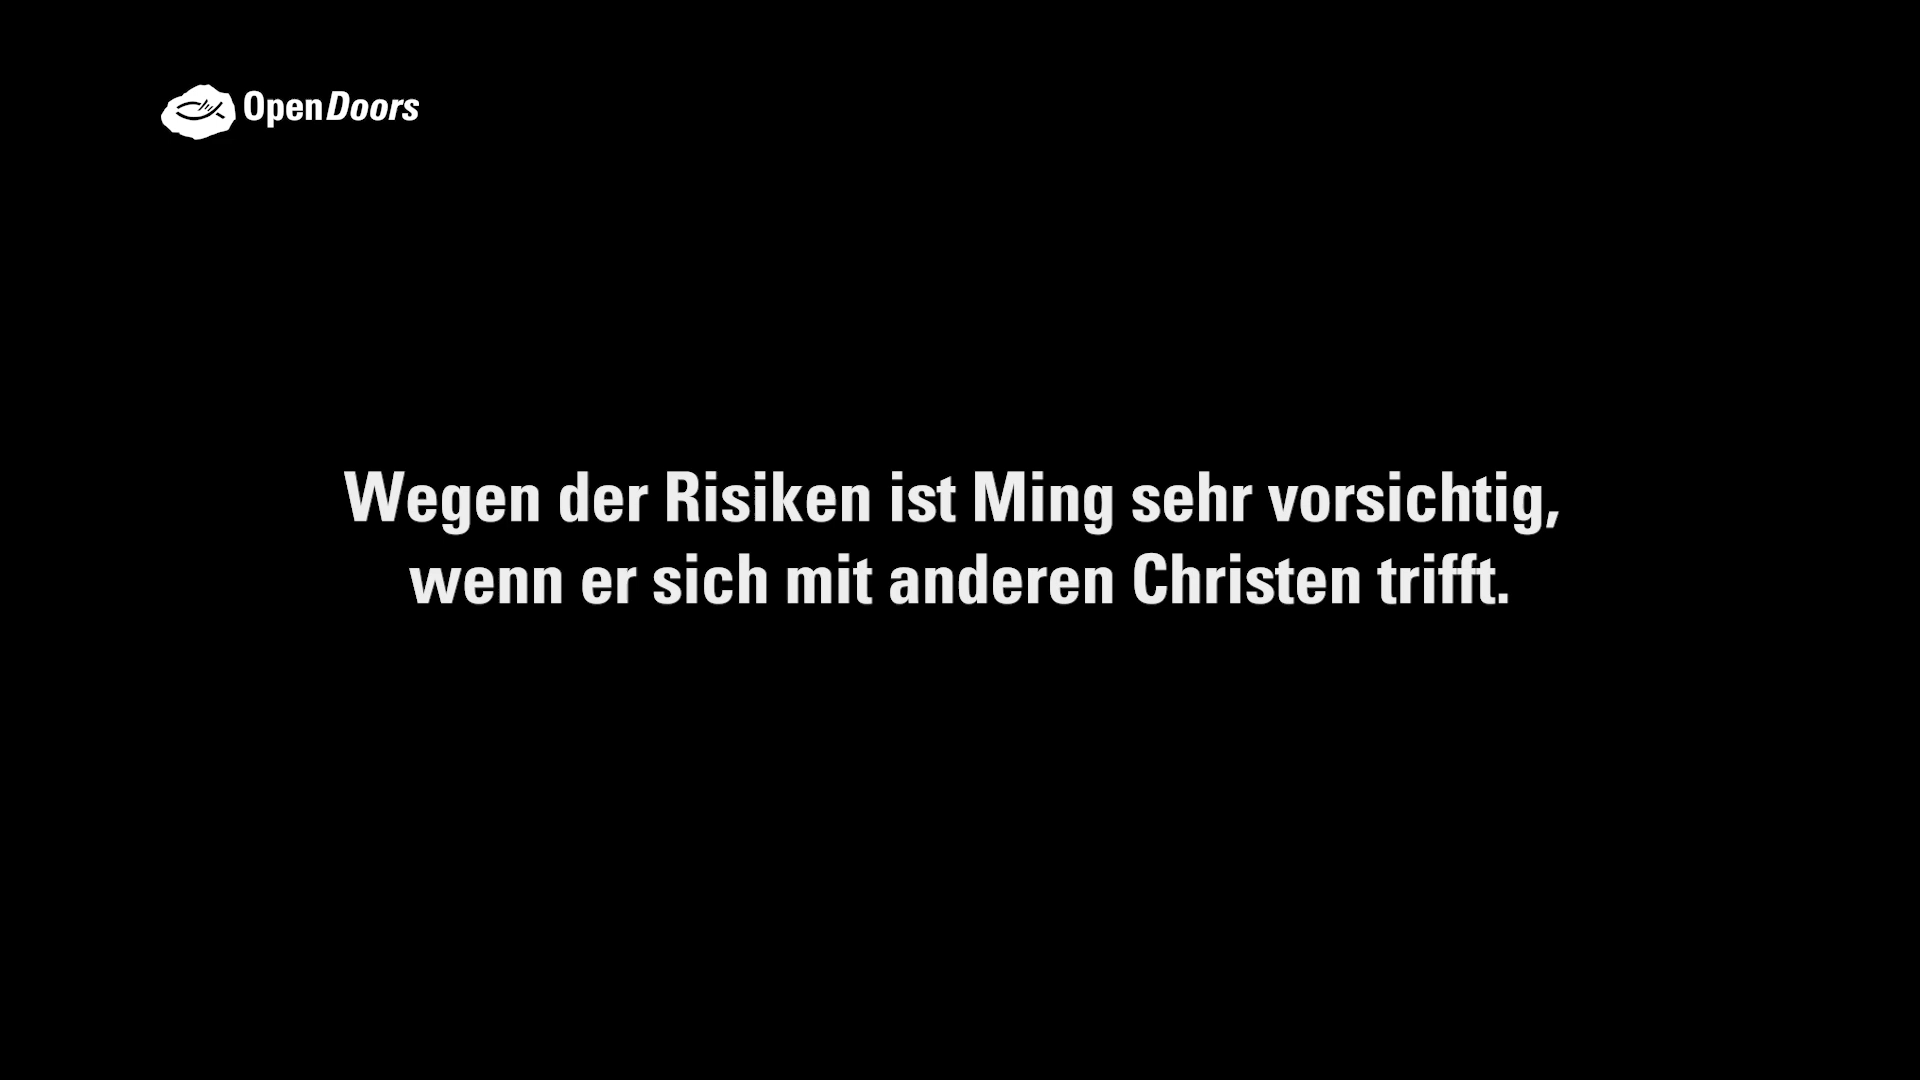 OpenDoors
Wegen der Risiken ist Ming sehr vorsichtig,
wenn er sich mit anderen Christen trifft.